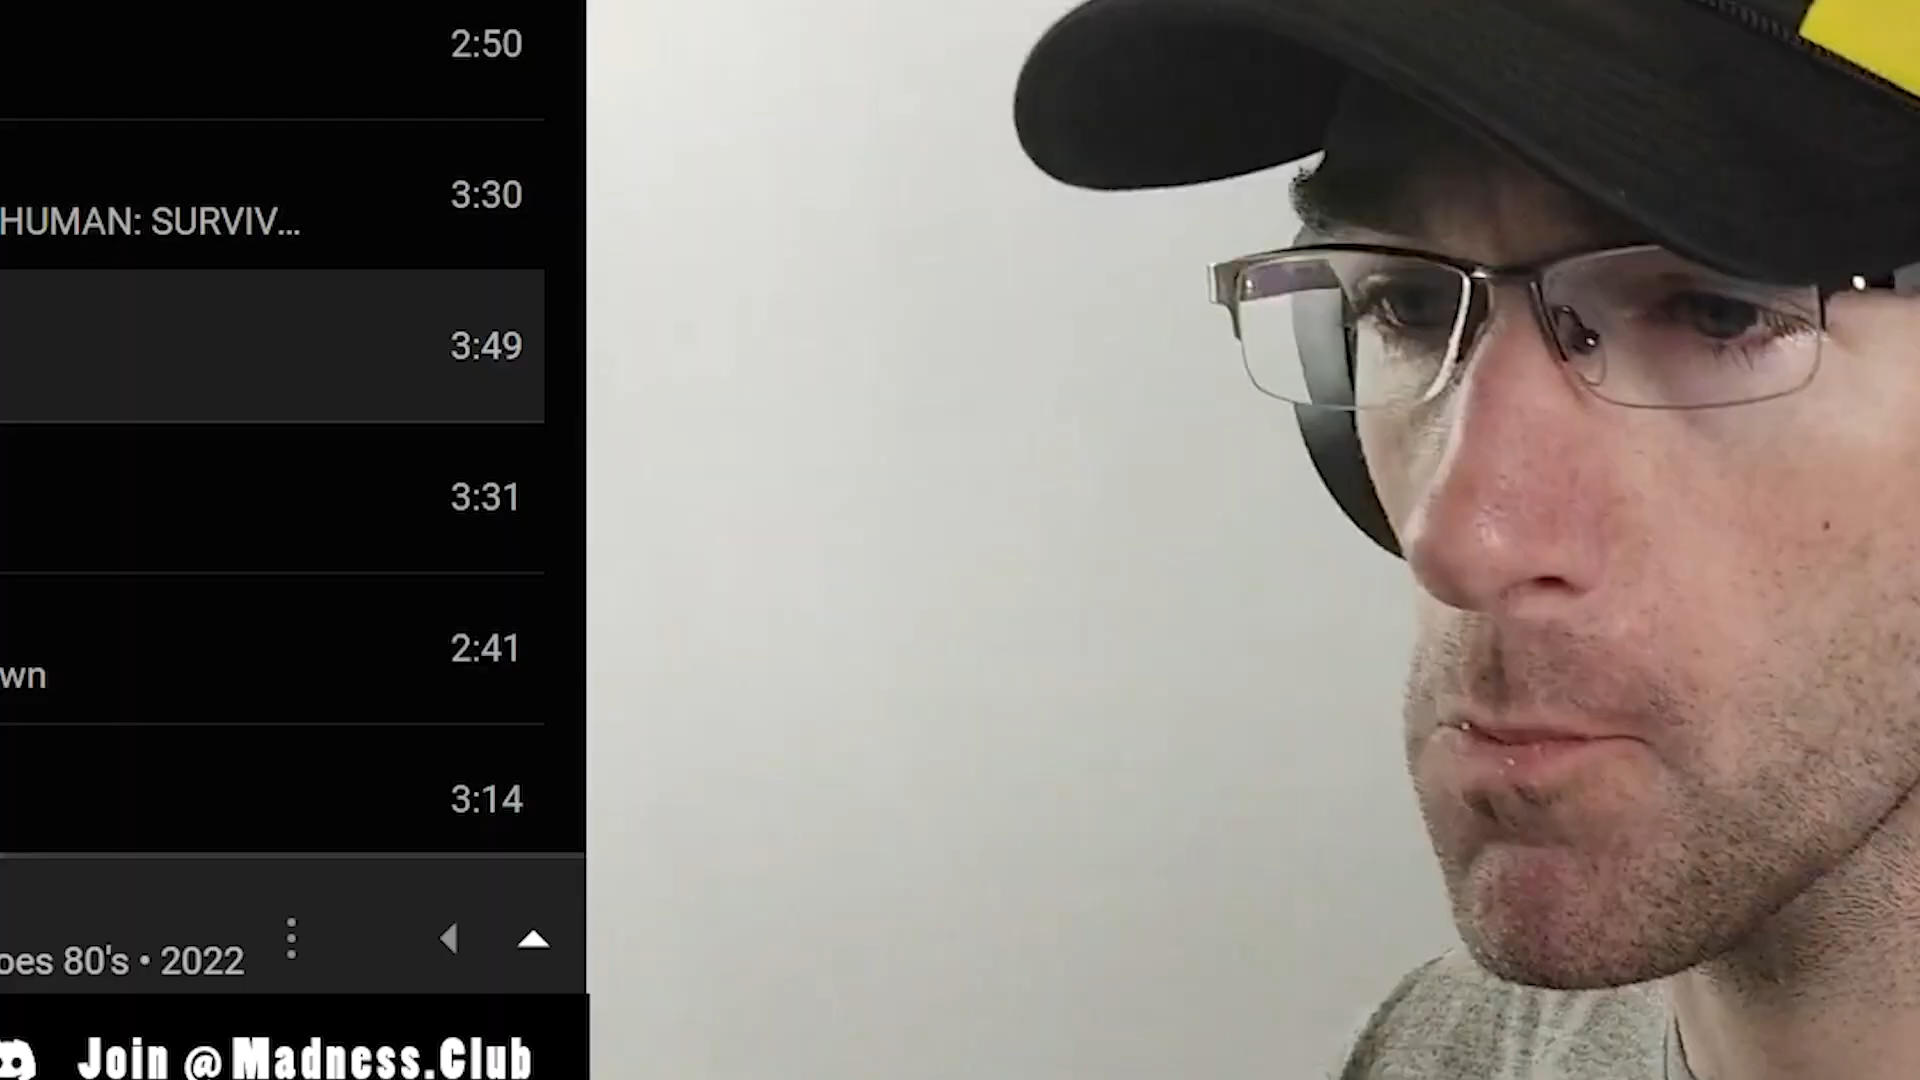 2:50
3:30
HUMAN: SURVIV...
3:49
3:31
2:41
wn
3:14
oes 80's • 2022
Join @ Madness.Club